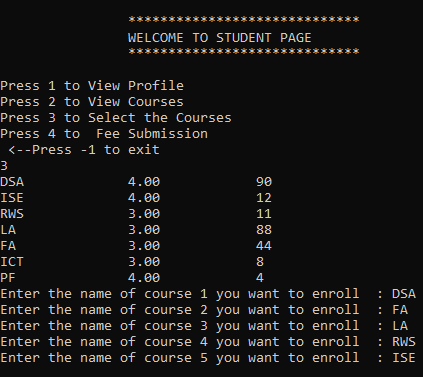 *****************************
WELCOME TO STUDENT PAGE
*****************************
Press 1 to View Profile
Press 2 to View Courses
Press 3 to Select the Courses
Press 4 to  Fee Submission
 <--Press -1 to exit
3
DSA             4.00            90
ISE             4.00            12
RWS             3.00            11
LA              3.00            88
FA              3.00            44
ICT             3.00            8
PF              4.00            4
Enter the name of course 1 you want to enroll  : DSA
Enter the name of course 2 you want to enroll  : FA
Enter the name of course 3 you want to enroll  : LA
Enter the name of course 4 you want to enroll  : RWS
Enter the name of course 5 you want to enroll  : ISE